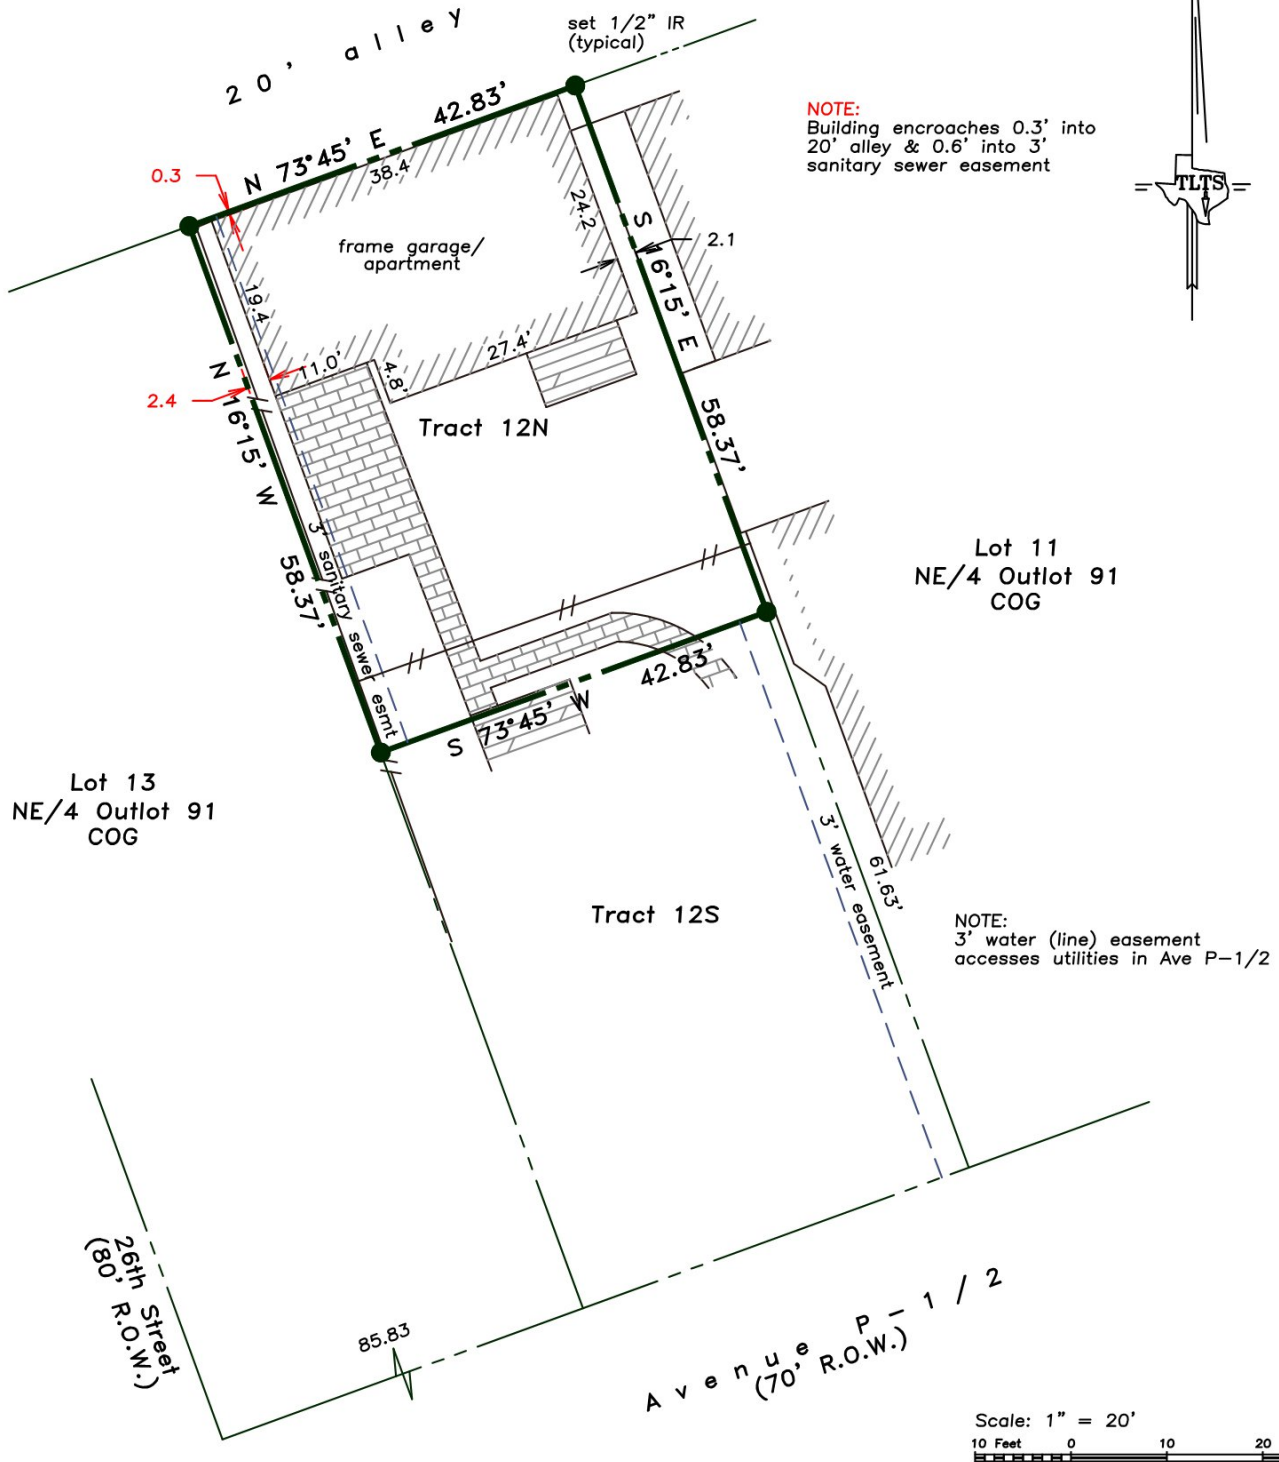 20' alley
set 1/2" IR
(typical)
N 73°45' E 42.83'
38.4
0.3
NOTE:
Building encroaches 0.3' into
20' alley & 0.6' into 3'
sanitary sewer easement
TLTS
frame garage/
apartment
24.2
S 16°15' E
58.37'
2.1
19.4
27.4'
11.0'
4.8'
2.4
N 16°15' W
58.37'
Tract 12N
3' sanitary sewer esmt
Lot 11
NE/4 Outlot 91
COG
S 73°45' W 42.83'
Lot 13
NE/4 Outlot 91
COG
Tract 12S
3' water easement
61.63'
NOTE:
3' water (line) easement
accesses utilities in Ave P-1/2
26th Street
(80' R.O.W.)
85.83
Avenue P-1/2
(70' R.O.W.)
Scale: 1" = 20'
10 Feet 0 10 20